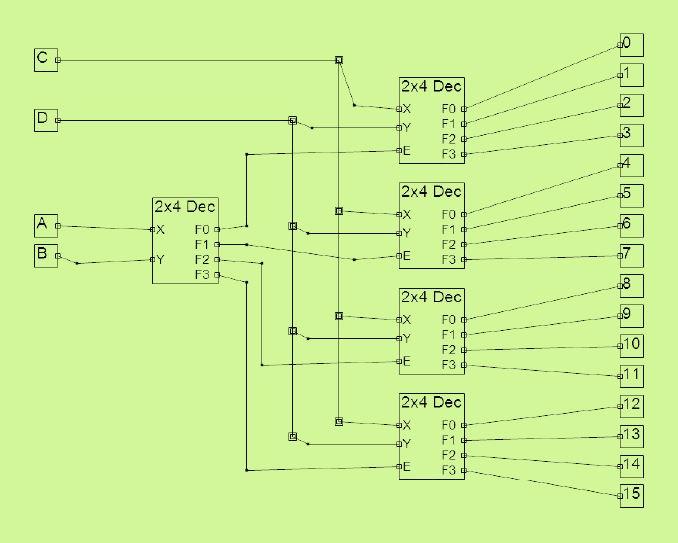 C
D
A
B
2x4 Dec
X F0
F1
Y F2
F3
2x4 Dec
X F0
Y F1
F2
E F3
2x4 Dec
X F0
Y F1
F2
E F3
2x4 Dec
X F0
Y F1
F2
E F3
2x4 Dec
X F0
Y F1
F2
E F3
0
1
2
3
4
5
6
7
8
9
10
11
12
13
14
15